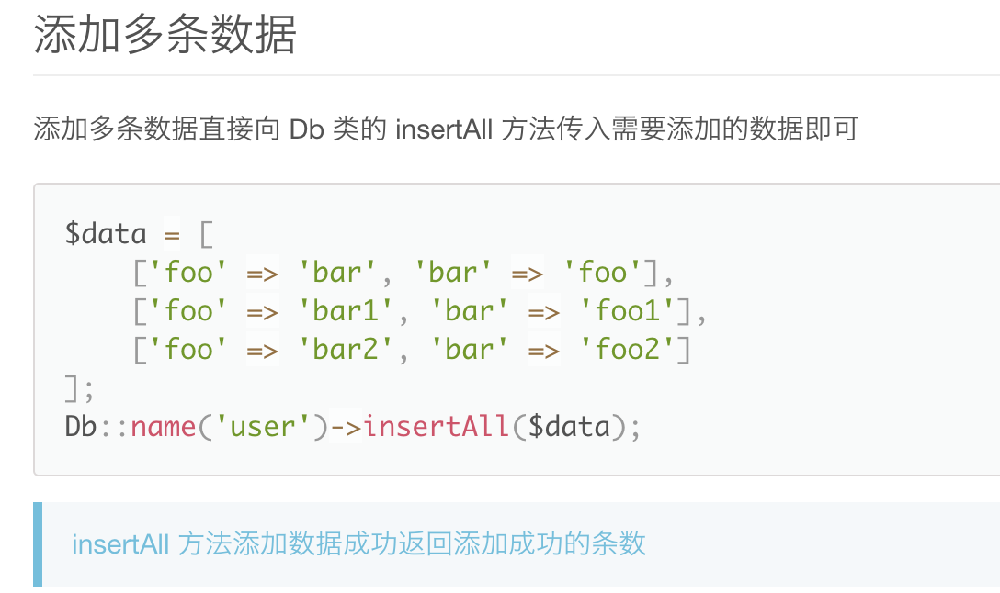 添加多条数据
添加多条数据直接向 Db 类的 insertAll 方法传入需要添加的数据即可
$data = [
    ['foo' => 'bar', 'bar' => 'foo'],
    ['foo' => 'bar1', 'bar' => 'foo1'],
    ['foo' => 'bar2', 'bar' => 'foo2']
];
Db::name('user')->insertAll($data);
insertAll 方法添加数据成功返回添加成功的条数